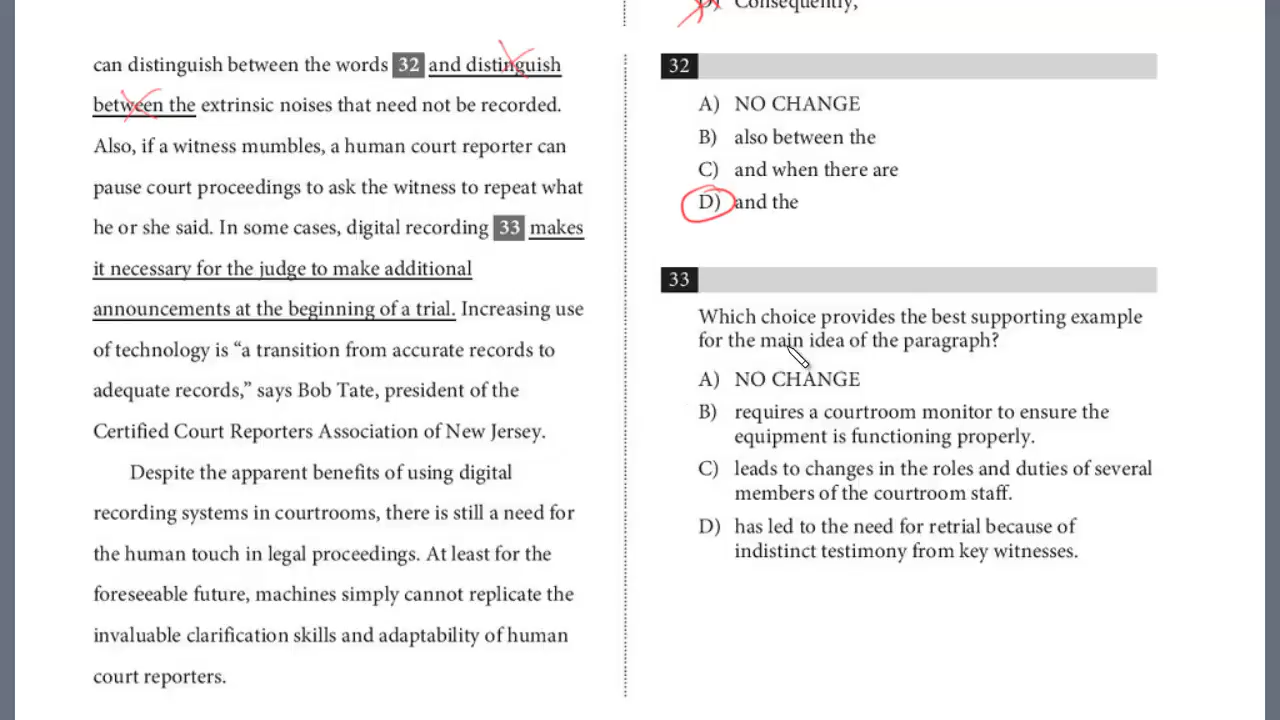 D) Consequently,
can distinguish between the words 32 and distinguish
between the extrinsic noises that need not be recorded.
Also, if a witness mumbles, a human court reporter can
pause court proceedings to ask the witness to repeat what
he or she said. In some cases, digital recording 33 makes
it necessary for the judge to make additional
announcements at the beginning of a trial. Increasing use
of technology is “a transition from accurate records to
adequate records,” says Bob Tate, president of the
Certified Court Reporters Association of New Jersey.
Despite the apparent benefits of using digital
recording systems in courtrooms, there is still a need for
the human touch in legal proceedings. At least for the
foreseeable future, machines simply cannot replicate the
invaluable clarification skills and adaptability of human
court reporters.
32
A) NO CHANGE
B) also between the
C) and when there are
D) and the
33
Which choice provides the best supporting example
for the main idea of the paragraph?
A) NO CHANGE
B) requires a courtroom monitor to ensure the
equipment is functioning properly.
C) leads to changes in the roles and duties of several
members of the courtroom staff.
D) has led to the need for retrial because of
indistinct testimony from key witnesses.